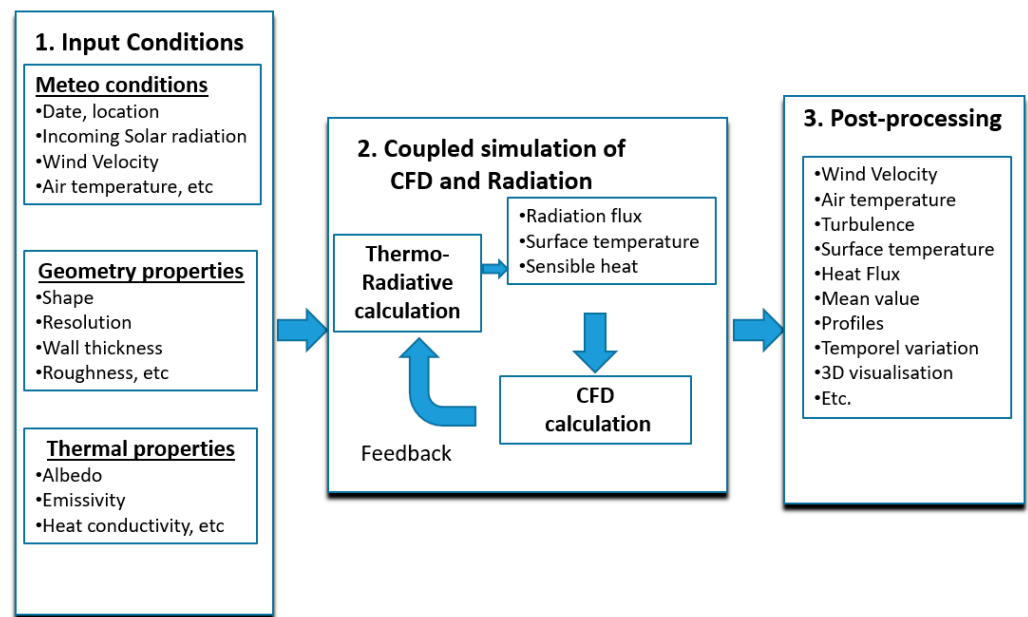 1. Input Conditions
Meteo conditions
•Date, location
•Incoming Solar radiation
•Wind Velocity
•Air temperature, etc
Geometry properties
•Shape
•Resolution
•Wall thickness
•Roughness, etc
Thermal properties
•Albedo
•Emissivity
•Heat conductivity, etc
2. Coupled simulation of
CFD and Radiation
Thermo-
Radiative
calculation
•Radiation flux
•Surface temperature
•Sensible heat
CFD
calculation
Feedback
3. Post-processing
•Wind Velocity
•Air temperature
•Turbulence
•Surface temperature
•Heat Flux
•Mean value
•Profiles
•Temporel variation
•3D visualisation
•Etc.